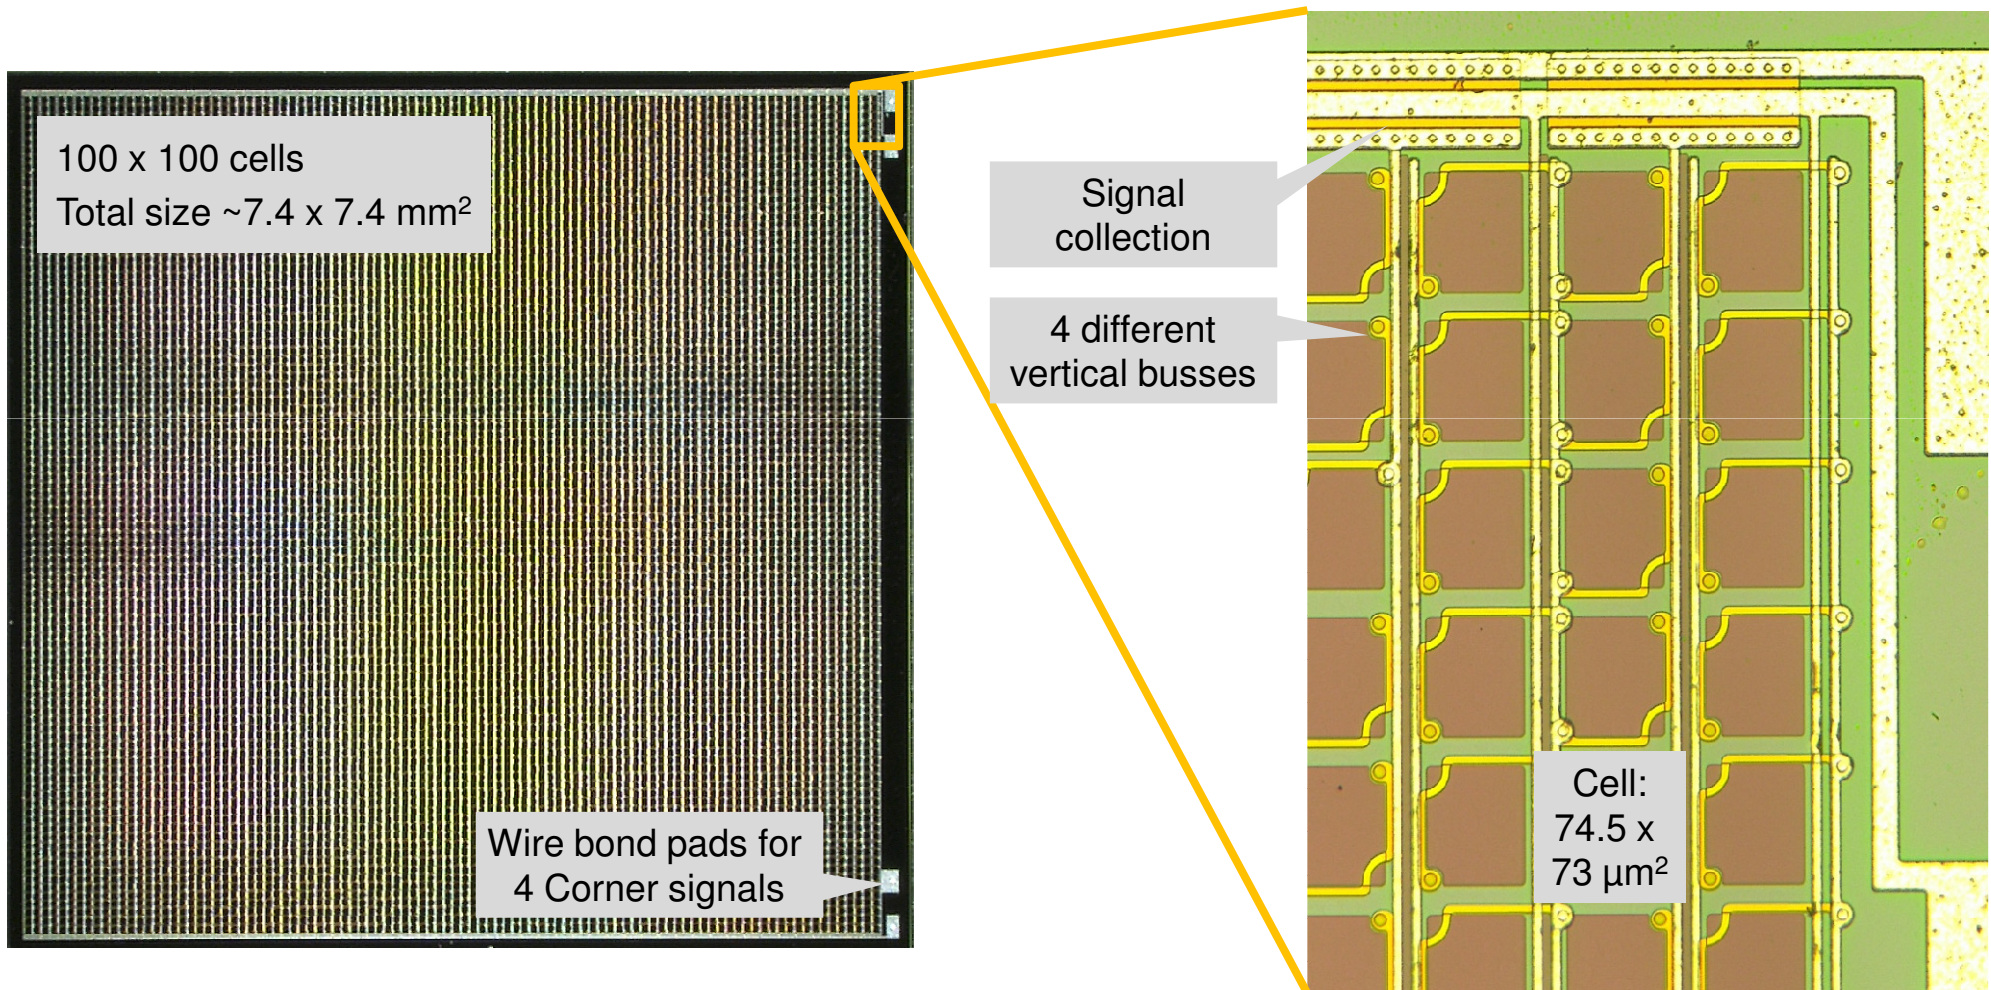 100 x 100 cells
Total size ~7.4 x 7.4 mm²
Signal
collection
4 different
vertical busses
Wire bond pads for
4 Corner signals
Cell:
74.5 x
73 µm²